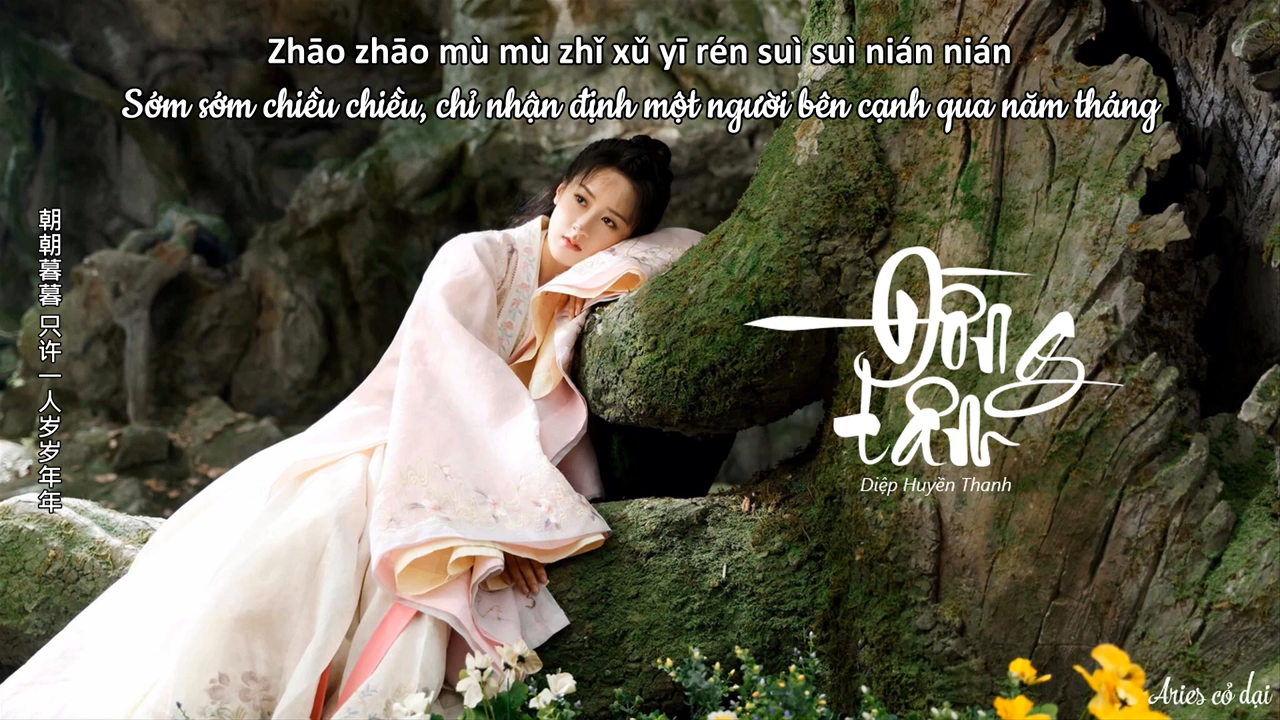 Zhāo zhāo mù mù zhǐ xǔ yī rén suì suì nián nián
Sớm sớm chiều chiều, chỉ nhận định một người bên cạnh qua năm tháng
朝朝暮暮 只许一人岁岁年年
Đồng
tâm
Diệp Huyền Thanh
Aries cỏ dại